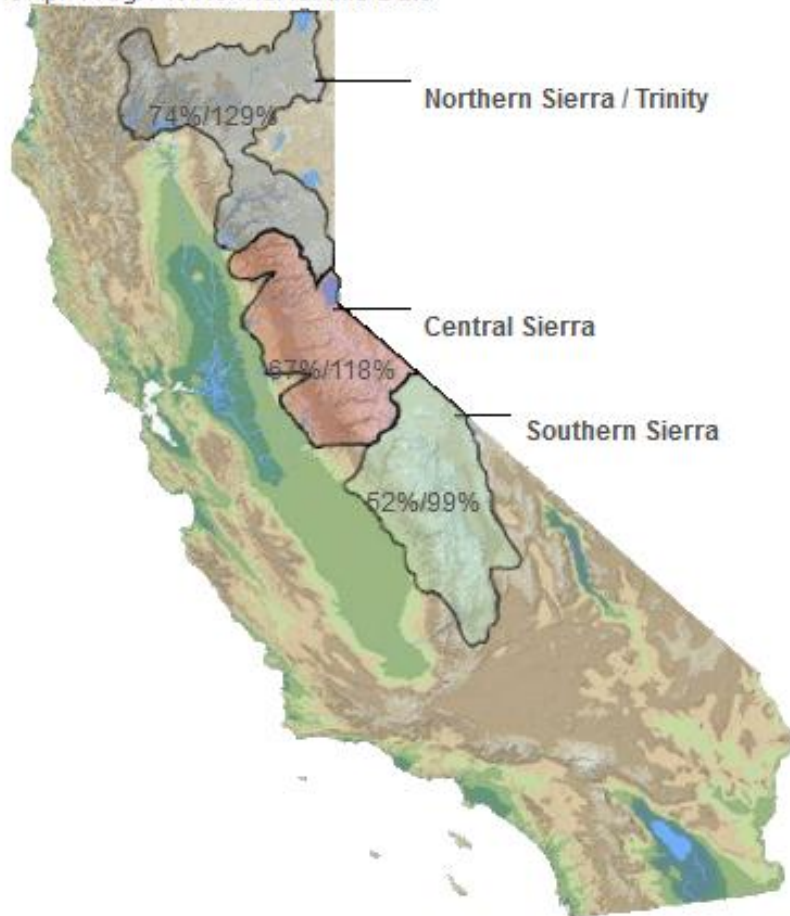 Northern Sierra / Trinity
74%/129%
Central Sierra
67%/118%
Southern Sierra
52%/99%